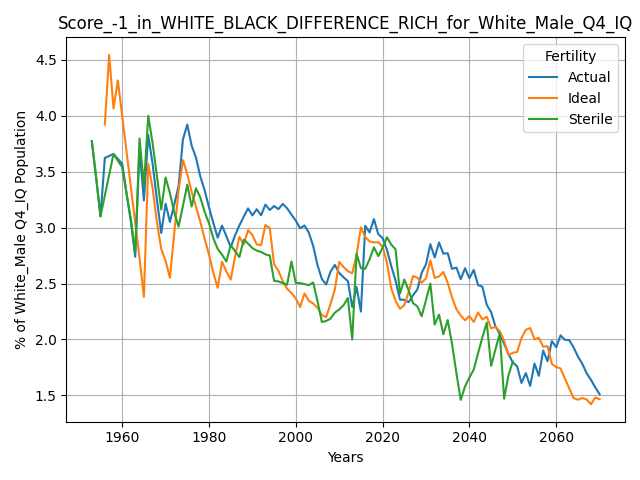 Score_-1_in_WHITE_BLACK_DIFFERENCE_RICH_for_White_Male_Q4_IQ
Fertility
Actual
Ideal
Sterile
% of White_Male Q4_IQ Population
4.5
4.0
3.5
3.0
2.5
2.0
1.5
1960 1980 2000 2020 2040 2060
Years